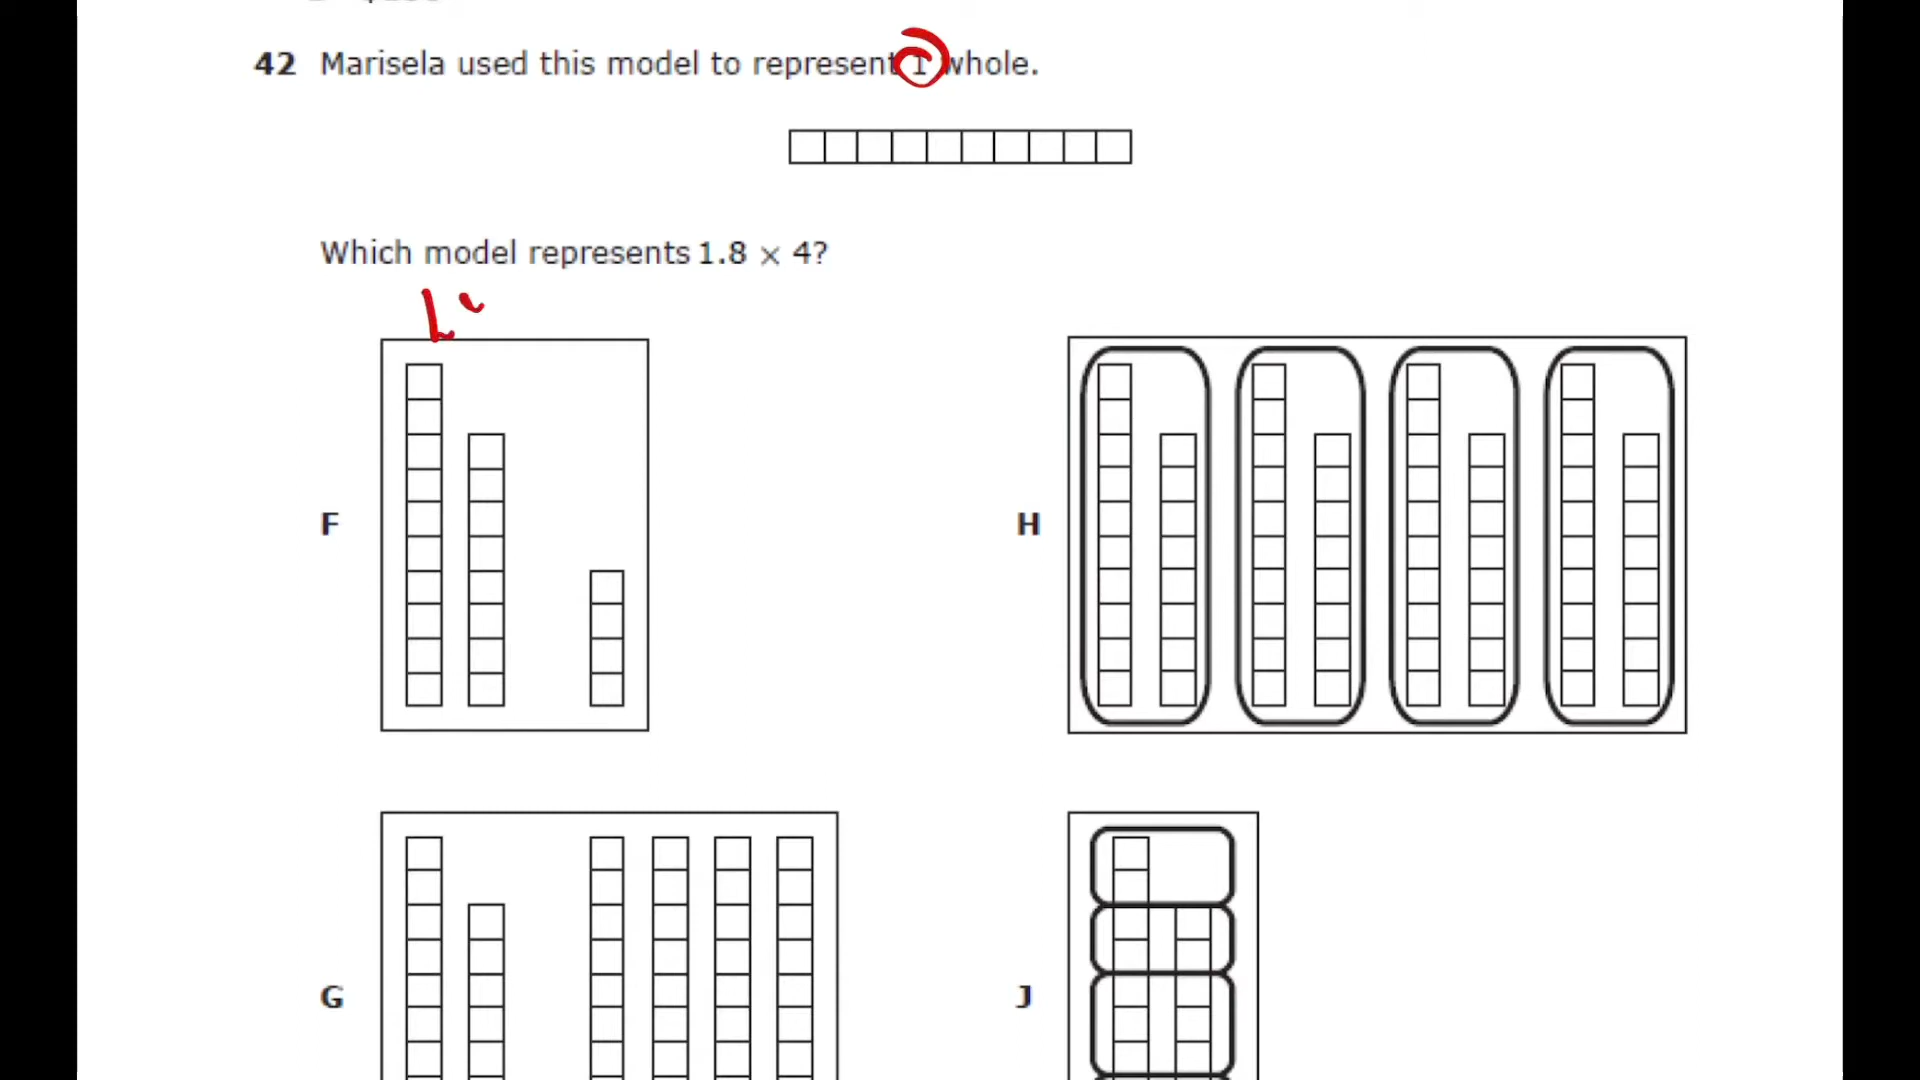 42 Marisela used this model to represent 1 whole.
Which model represents 1.8 × 4?
F
H
G
J